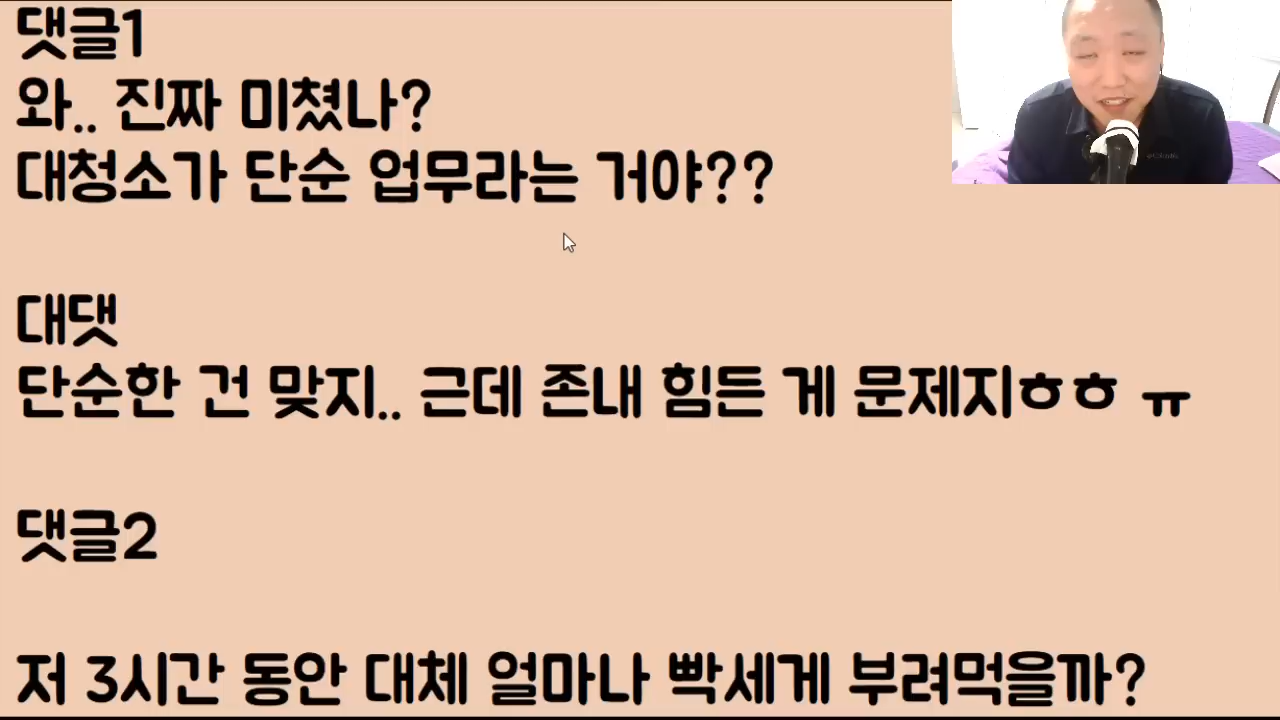 댓글1
와.. 진짜 미쳤나?
대청소가 단순 업무라는 거야??
대댓
단순한 건 맞지.. 근데 존내 힘든 게 문제지ㅎㅎ ㅠ
댓글2
저 3시간 동안 대체 얼마나 빡세게 부려먹을까?